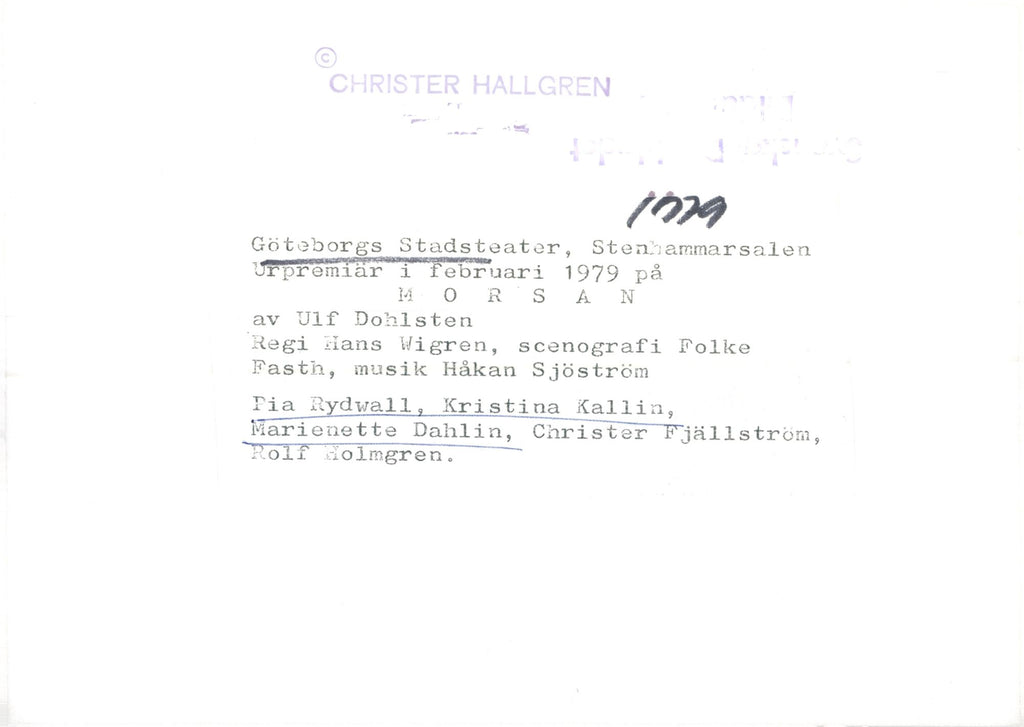 ©
CHRISTER HALLGREN
1979
Göteborgs Stadsteater, Stenhammarsalen
Urpremiär i februari 1979 på
M O R S A N
av Ulf Dohlsten
Regi Hans Wigren, scenografi Folke
Fasth, musik Håkan Sjöström
Pia Rydwall, Kristina Kallin,
Marienette Dahlin, Christer Fjällström,
Rolf Holmgren.